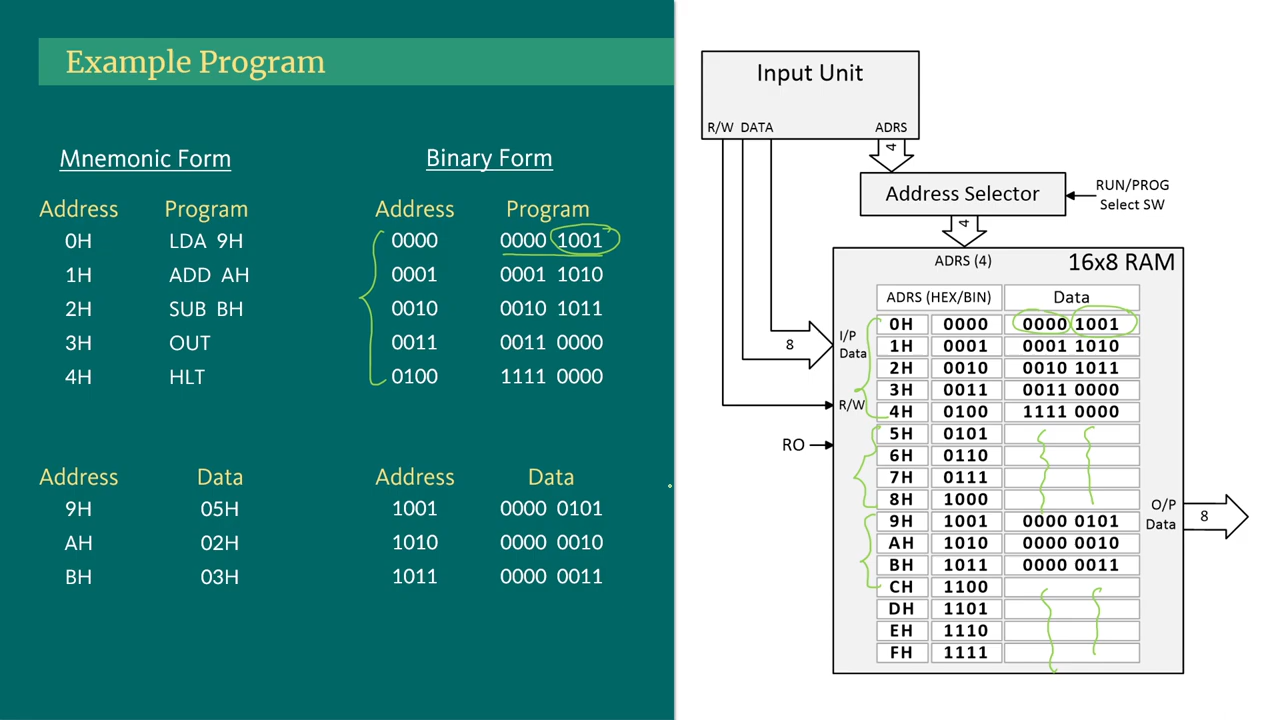 Example Program
Mnemonic Form
Address Program
0H LDA 9H
1H ADD AH
2H SUB BH
3H OUT
4H HLT
Address Data
9H 05H
AH 02H
BH 03H
Binary Form
Address Program
0000 0000 1001
0001 0001 1010
0010 0010 1011
0011 0011 0000
0100 1111 0000
Address Data
1001 0000 0101
1010 0000 0010
1011 0000 0011
Input Unit
R/W DATA ADRS
4
Address Selector
RUN/PROG
Select SW
4
ADRS (4)
16x8 RAM
ADRS (HEX/BIN) Data
0H 0000 0000 1001
1H 0001 0001 1010
2H 0010 0010 1011
3H 0011 0011 0000
4H 0100 1111 0000
5H 0101
6H 0110
7H 0111
8H 1000
9H 1001 0000 0101
AH 1010 0000 0010
BH 1011 0000 0011
CH 1100
DH 1101
EH 1110
FH 1111
8
I/P
Data
R/W
RO
O/P
Data
8